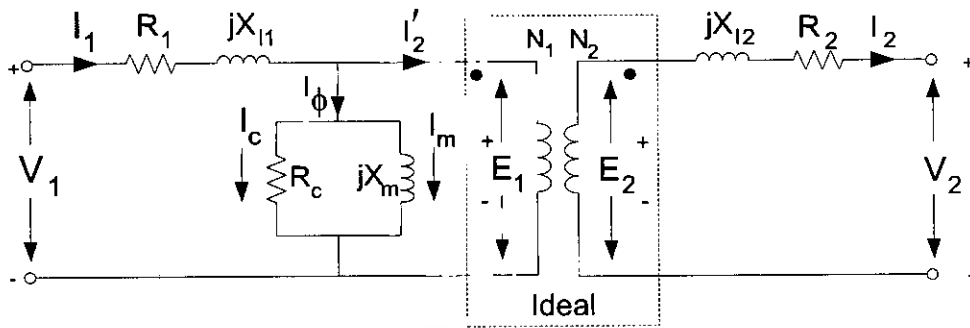 I1 R1 jXl1 I2' N1 N2 jXl2 R2 I2
+ +
Iϕ
Ic Im
V1 Rc jXm + E1 - E2 + - V2
- -
Ideal